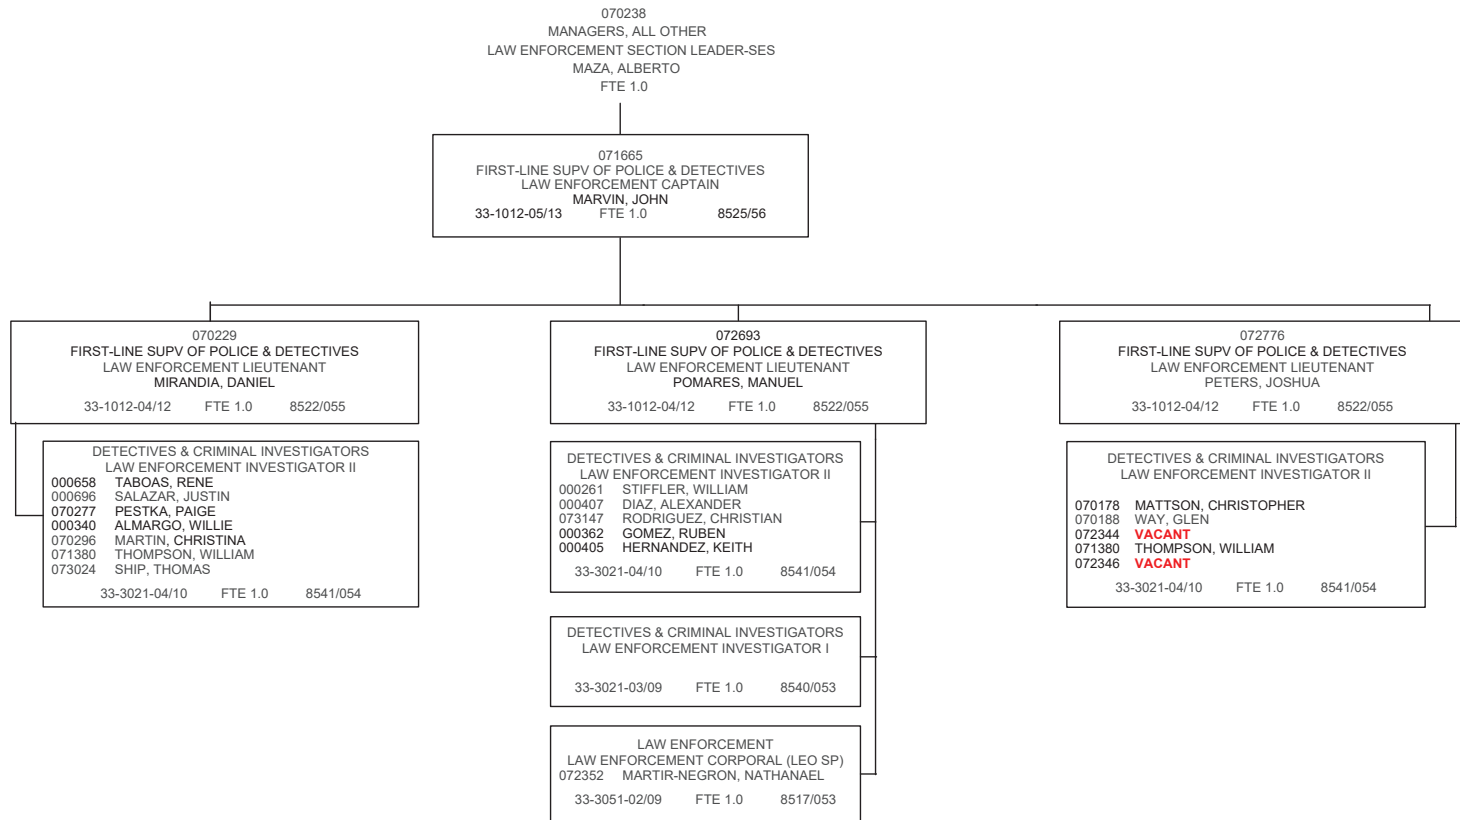 070238
MANAGERS, ALL OTHER
LAW ENFORCEMENT SECTION LEADER-SES
MAZA, ALBERTO
FTE 1.0
071665
FIRST-LINE SUPV OF POLICE & DETECTIVES
LAW ENFORCEMENT CAPTAIN
MARVIN, JOHN
33-1012-05/13 FTE 1.0 8525/56
070229
FIRST-LINE SUPV OF POLICE & DETECTIVES
LAW ENFORCEMENT LIEUTENANT
MIRANDIA, DANIEL
33-1012-04/12 FTE 1.0 8522/055
DETECTIVES & CRIMINAL INVESTIGATORS
LAW ENFORCEMENT INVESTIGATOR II
000658 TABOAS, RENE
000696 SALAZAR, JUSTIN
070277 PESTKA, PAIGE
000340 ALMARGO, WILLIE
070296 MARTIN, CHRISTINA
071380 THOMPSON, WILLIAM
073024 SHIP, THOMAS
33-3021-04/10 FTE 1.0 8541/054
072693
FIRST-LINE SUPV OF POLICE & DETECTIVES
LAW ENFORCEMENT LIEUTENANT
POMARES, MANUEL
33-1012-04/12 FTE 1.0 8522/055
DETECTIVES & CRIMINAL INVESTIGATORS
LAW ENFORCEMENT INVESTIGATOR II
000261 STIFFLER, WILLIAM
000407 DIAZ, ALEXANDER
073147 RODRIGUEZ, CHRISTIAN
000362 GOMEZ, RUBEN
000405 HERNANDEZ, KEITH
33-3021-04/10 FTE 1.0 8541/054
DETECTIVES & CRIMINAL INVESTIGATORS
LAW ENFORCEMENT INVESTIGATOR I
33-3021-03/09 FTE 1.0 8540/053
LAW ENFORCEMENT
LAW ENFORCEMENT CORPORAL (LEO SP)
072352 MARTIR-NEGRON, NATHANAEL
33-3051-02/09 FTE 1.0 8517/053
072776
FIRST-LINE SUPV OF POLICE & DETECTIVES
LAW ENFORCEMENT LIEUTENANT
PETERS, JOSHUA
33-1012-04/12 FTE 1.0 8522/055
DETECTIVES & CRIMINAL INVESTIGATORS
LAW ENFORCEMENT INVESTIGATOR II
070178 MATTSON, CHRISTOPHER
070188 WAY, GLEN
072344 VACANT
071380 THOMPSON, WILLIAM
072346 VACANT
33-3021-04/10 FTE 1.0 8541/054